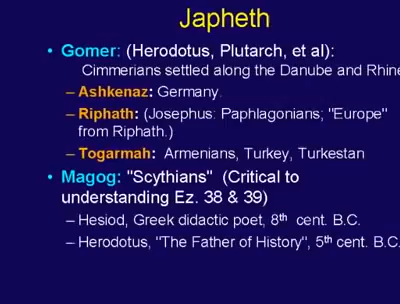 Japheth
• Gomer: (Herodotus, Plutarch, et al):
Cimmerians settled along the Danube and Rhine
– Ashkenaz: Germany.
– Riphath: (Josephus: Paphlagonians; "Europe"
from Riphath.)
– Togarmah: Armenians, Turkey, Turkestan
• Magog: "Scythians" (Critical to
understanding Ez. 38 & 39)
– Hesiod, Greek didactic poet, 8th cent. B.C.
– Herodotus, "The Father of History", 5th cent. B.C.